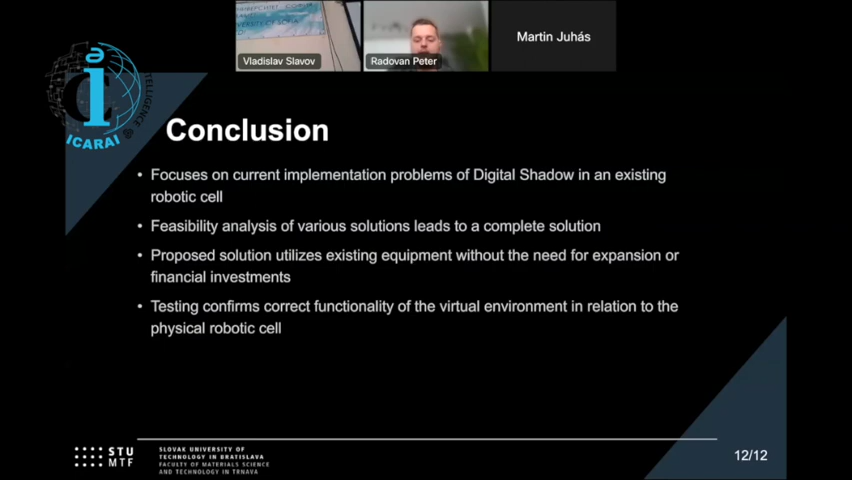 Vladislav Slavov
Radovan Peter
Martin Juhás
ICARAI
Conclusion
• Focuses on current implementation problems of Digital Shadow in an existing
robotic cell
• Feasibility analysis of various solutions leads to a complete solution
• Proposed solution utilizes existing equipment without the need for expansion or
financial investments
• Testing confirms correct functionality of the virtual environment in relation to the
physical robotic cell
STU
MTF
SLOVAK UNIVERSITY OF
TECHNOLOGY IN BRATISLAVA
FACULTY OF MATERIALS SCIENCE
AND TECHNOLOGY IN TRNAVA
12/12